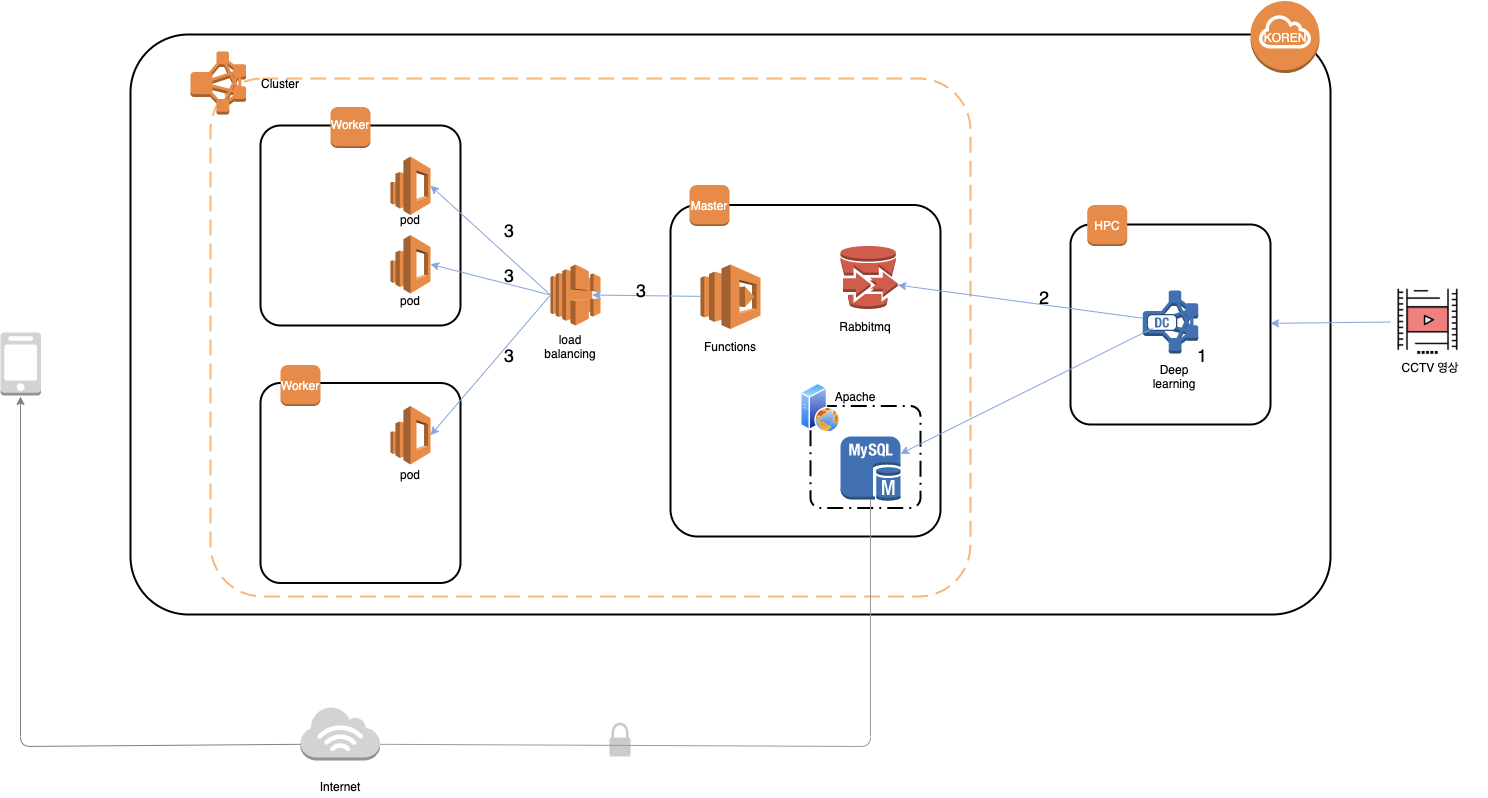 KOREN
Cluster
Worker
pod
pod
3
3
3
3
load
balancing
Worker
pod
Master
Functions
Rabbitmq
Apache
MySQL
M
2
HPC
DC
1
Deep
learning
CCTV 영상
Internet